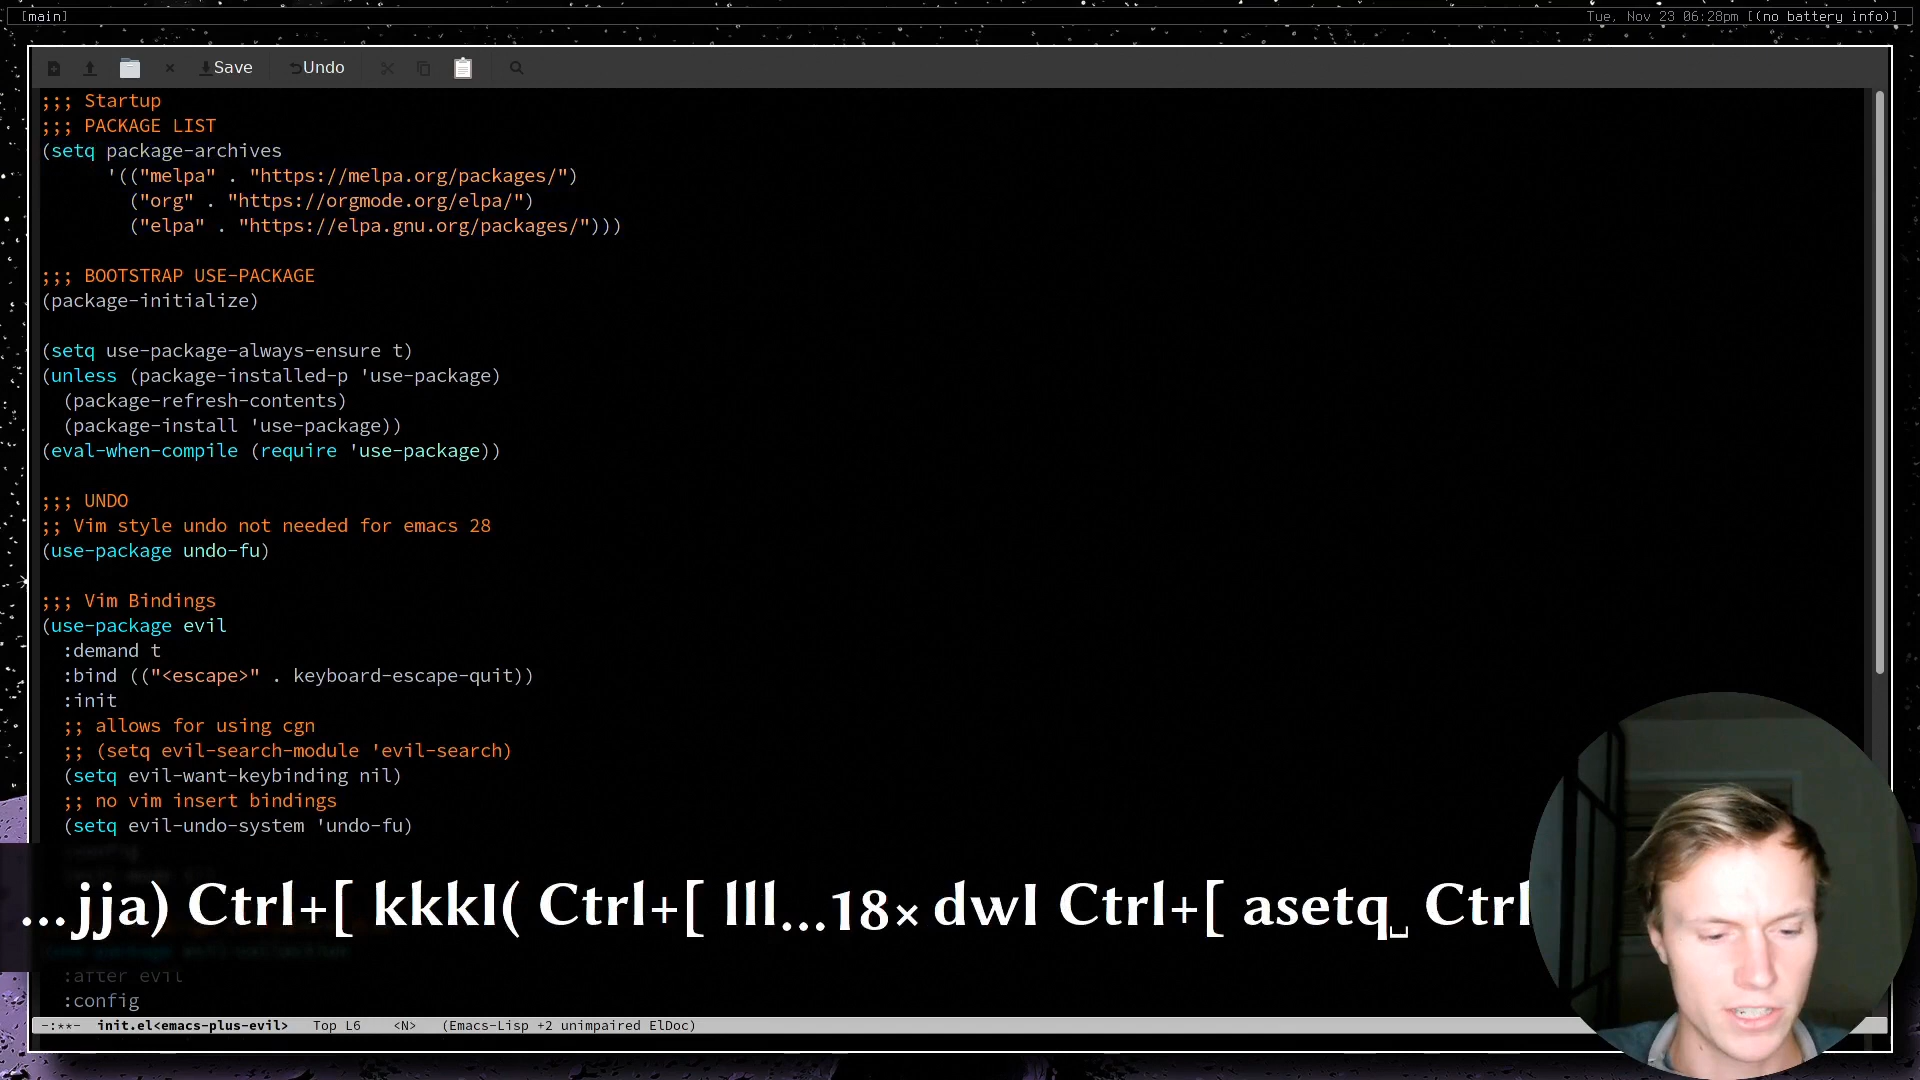 [main]
Tue, Nov 23 06:28pm [(no battery info)]
Save Undo
;;; Startup
;;; PACKAGE LIST
(setq package-archives
'(("melpa" . "https://melpa.org/packages/")
("org" . "https://orgmode.org/elpa/")
("elpa" . "https://elpa.gnu.org/packages/")))
;;; BOOTSTRAP USE-PACKAGE
(package-initialize)
(setq use-package-always-ensure t)
(unless (package-installed-p 'use-package)
(package-refresh-contents)
(package-install 'use-package))
(eval-when-compile (require 'use-package))
;;; UNDO
;; Vim style undo not needed for emacs 28
(use-package undo-fu)
;;; Vim Bindings
(use-package evil
:demand t
:bind (("<escape>" . keyboard-escape-quit))
:init
;; allows for using cgn
;; (setq evil-search-module 'evil-search)
(setq evil-want-keybinding nil)
;; no vim insert bindings
(setq evil-undo-system 'undo-fu)
...jja) Ctrl+[ kkkI( Ctrl+[ lll...18× dwI Ctrl+[ asetq␣ Ctrl
:after evil
:config
-:**- init.el<emacs-plus-evil> Top L6 <N> (Emacs-Lisp +2 unimpaired ElDoc)